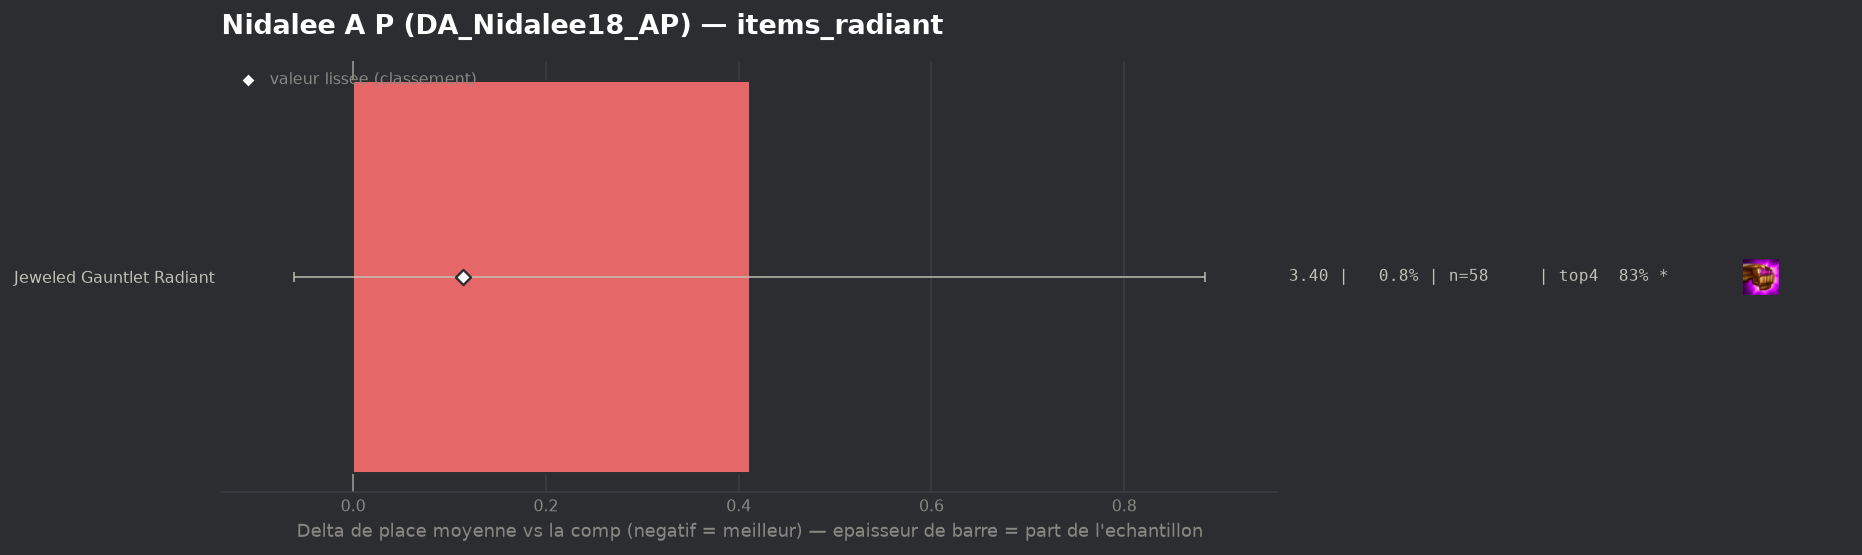 Nidalee A P (DA_Nidalee18_AP) — items_radiant
valeur lissee (classement)
Jeweled Gauntlet Radiant
3.40 | 0.8% | n=58 | top4 83% *
0.0 0.2 0.4 0.6 0.8
Delta de place moyenne vs la comp (negatif = meilleur) — epaisseur de barre = part de l'echantillon